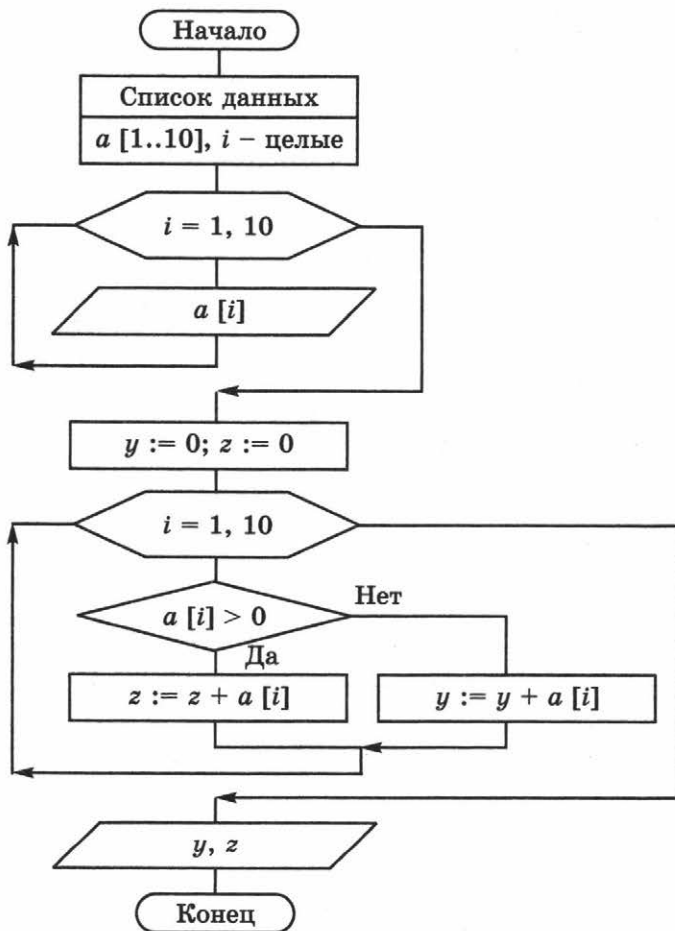 Начало
Список данных
a [1..10], i – целые
i = 1, 10
a [i]
y := 0; z := 0
i = 1, 10
a [i] > 0
Нет
Да
z := z + a [i]
y := y + a [i]
y, z
Конец